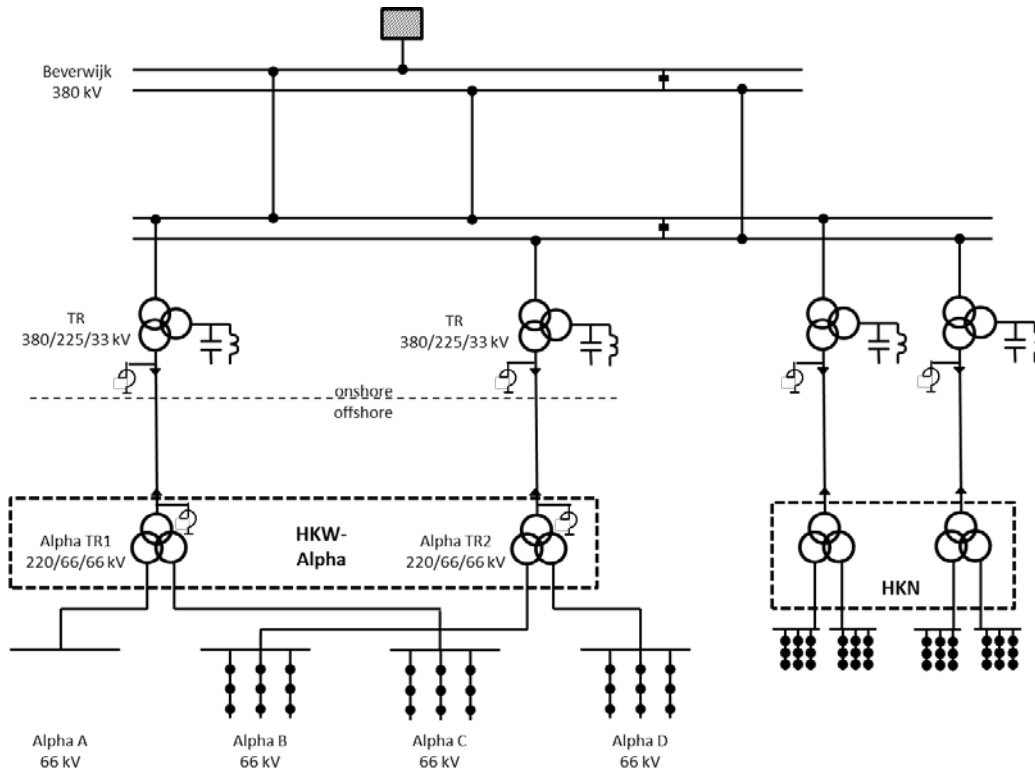 Beverwijk
380 kV
TR
380/225/33 kV
TR
380/225/33 kV
onshore
offshore
Alpha TR1
220/66/66 kV
HKW-
Alpha
Alpha TR2
220/66/66 kV
HKN
Alpha A
66 kV
Alpha B
66 kV
Alpha C
66 kV
Alpha D
66 kV